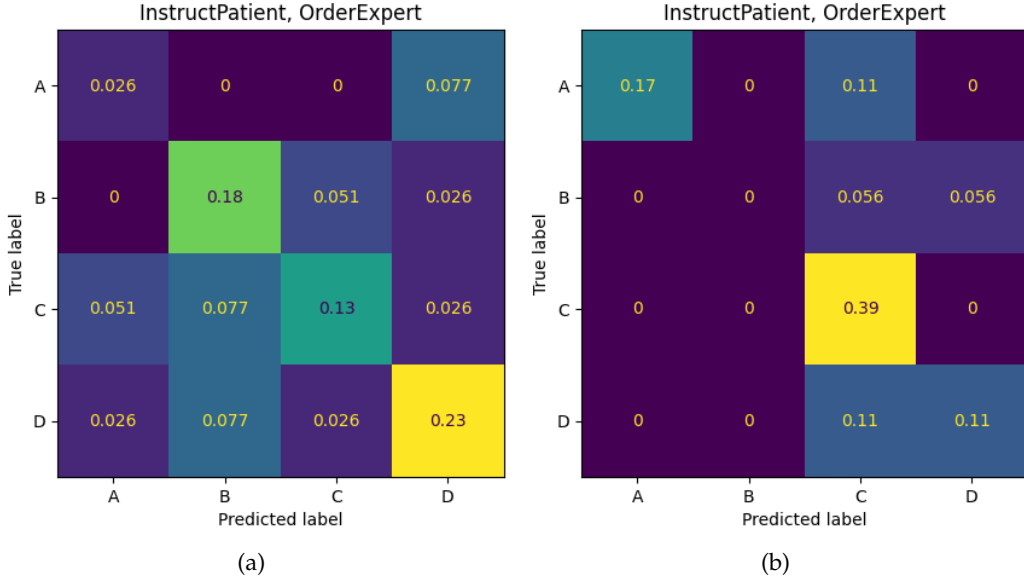 InstructPatient, OrderExpert
A 0.026 0 0 0.077
B 0 0.18 0.051 0.026
C 0.051 0.077 0.13 0.026
D 0.026 0.077 0.026 0.23
A B C D
True label
Predicted label
(a)
InstructPatient, OrderExpert
A 0.17 0 0.11 0
B 0 0 0.056 0.056
C 0 0 0.39 0
D 0 0 0.11 0.11
A B C D
True label
Predicted label
(b)